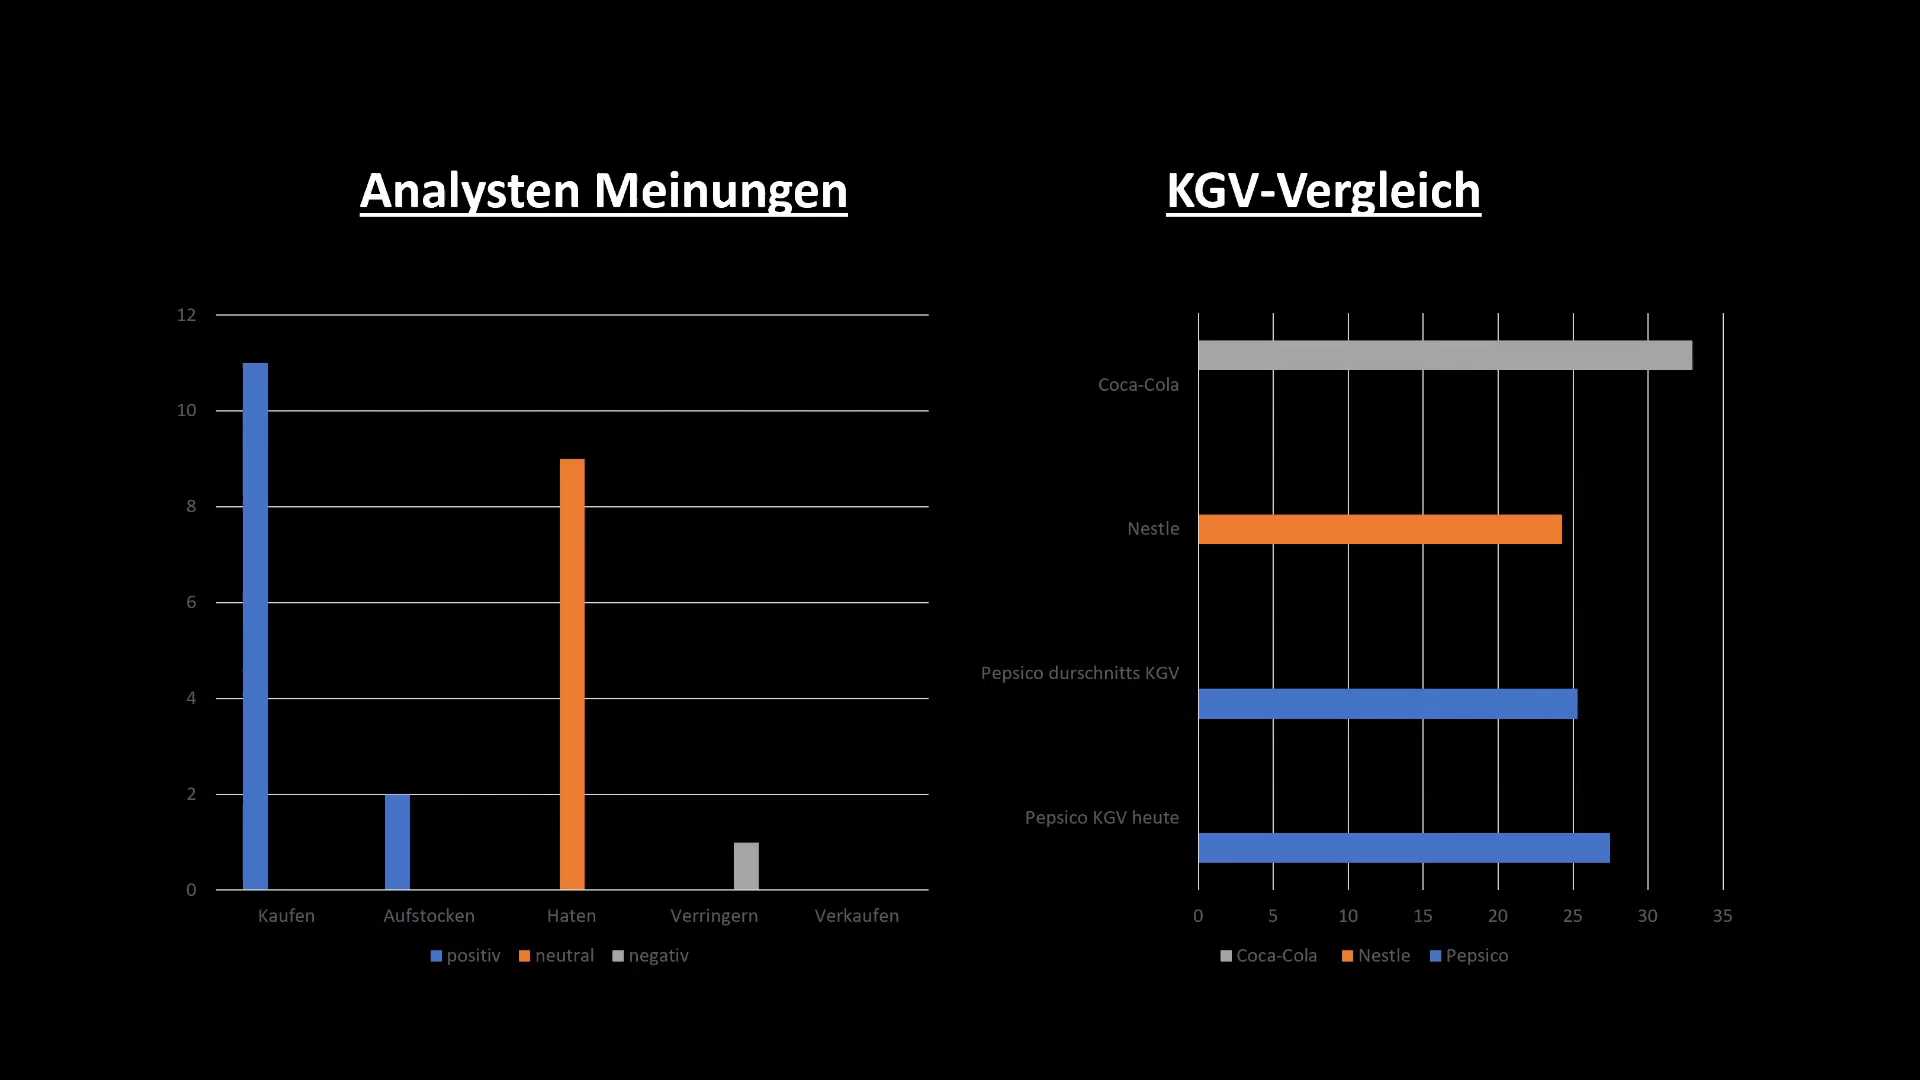 Analysten Meinungen
12
10
8
6
4
2
0
Kaufen Aufstocken Haten Verringern Verkaufen
positiv neutral negativ
KGV-Vergleich
Coca-Cola
Nestle
Pepsico durschnitts KGV
Pepsico KGV heute
0 5 10 15 20 25 30 35
Coca-Cola Nestle Pepsico